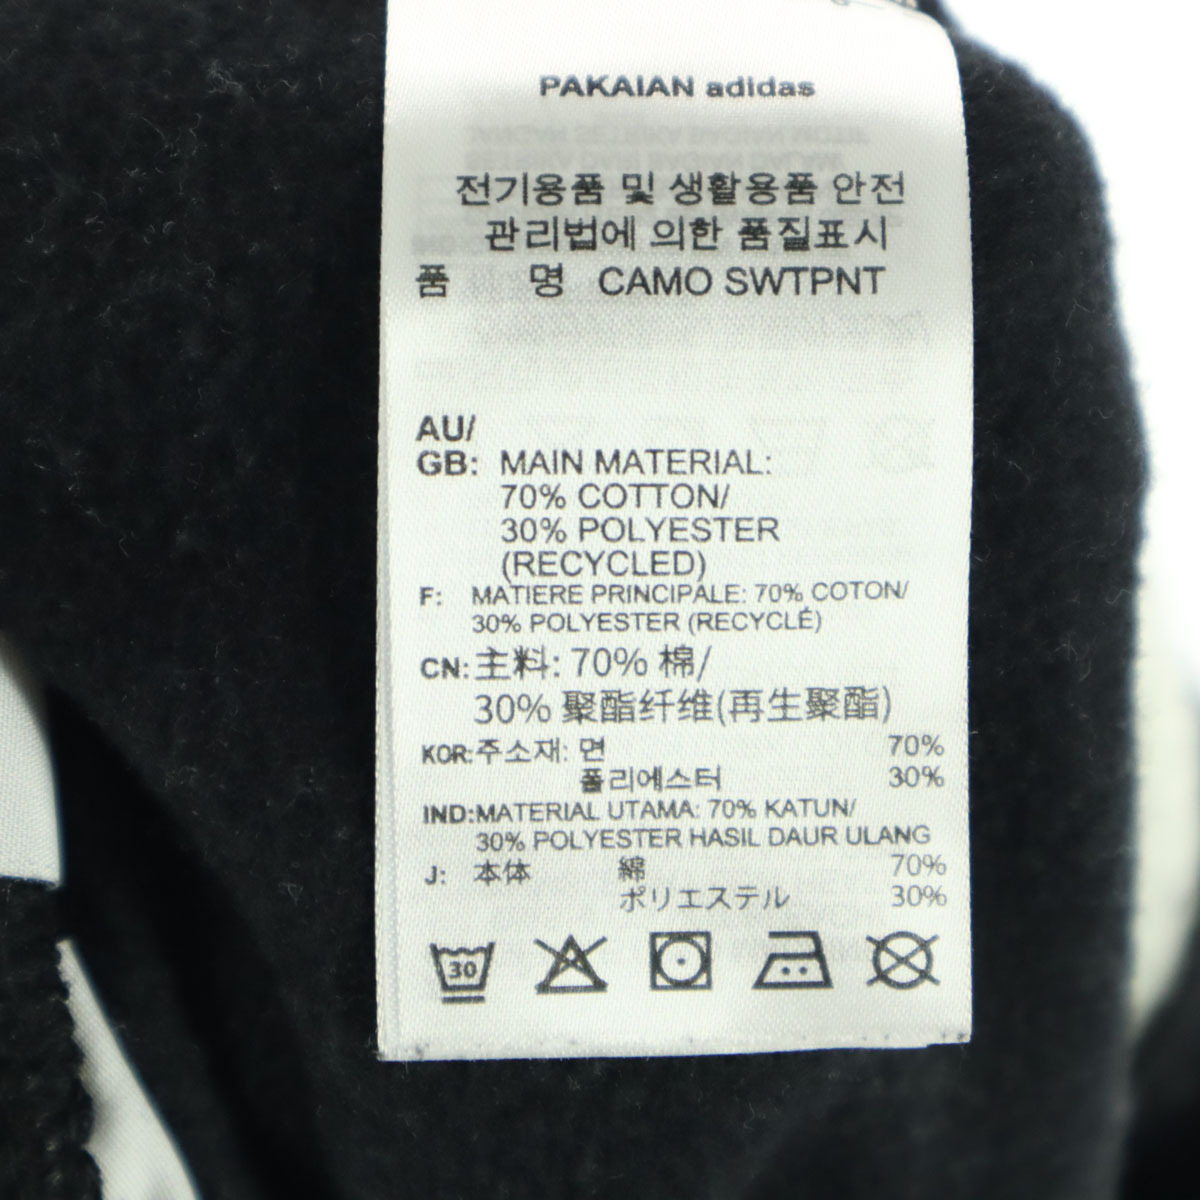 PAKAIAN adidas
전기용품 및 생활용품 안전
관리법에 의한 품질표시
품 명 CAMO SWTPNT
AU/
GB: MAIN MATERIAL:
70% COTTON/
30% POLYESTER
(RECYCLED)
F: MATIERE PRINCIPALE: 70% COTON/
30% POLYESTER (RECYCLÉ)
CN: 主料: 70% 棉/
30% 聚酯纤维(再生聚酯)
KOR: 주소재: 면 70%
폴리에스터 30%
IND: MATERIAL UTAMA: 70% KATUN/
30% POLYESTER HASIL DAUR ULANG
J: 本体 綿 70%
ポリエステル 30%
30